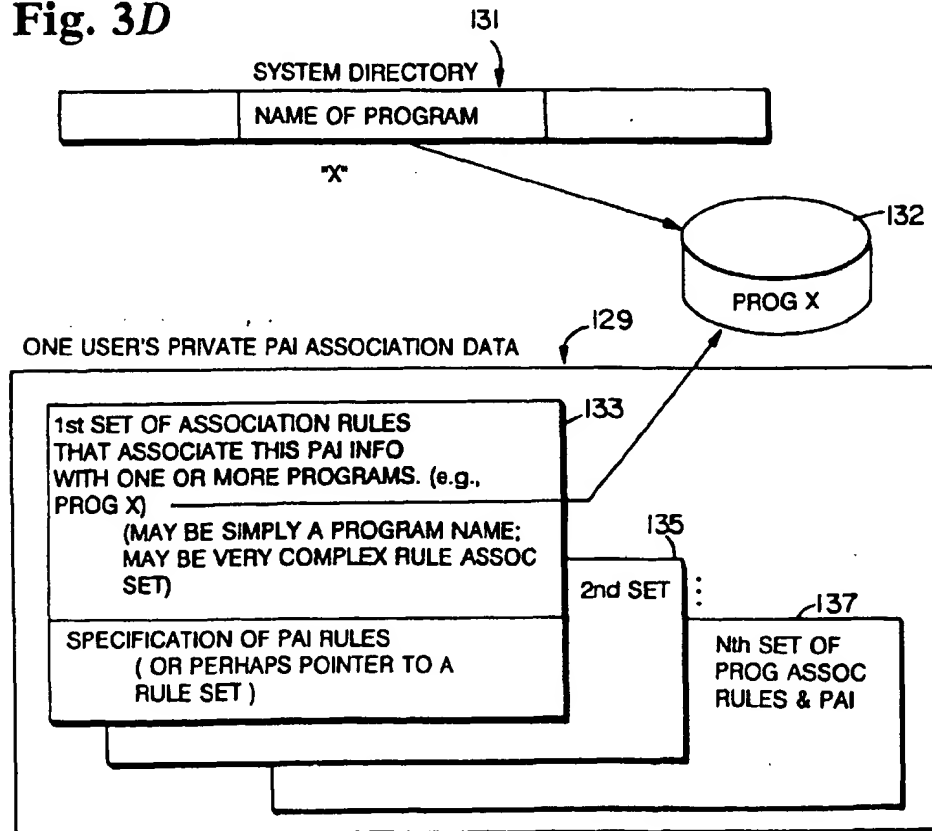 Fig. 3D
131
SYSTEM DIRECTORY
NAME OF PROGRAM
"X"
132
PROG X
129
ONE USER'S PRIVATE PAI ASSOCIATION DATA
133
1st SET OF ASSOCIATION RULES
THAT ASSOCIATE THIS PAI INFO
WITH ONE OR MORE PROGRAMS. (e.g.,
PROG X)
(MAY BE SIMPLY A PROGRAM NAME;
MAY BE VERY COMPLEX RULE ASSOC
SET)
SPECIFICATION OF PAI RULES
( OR PERHAPS POINTER TO A
RULE SET )
135
2nd SET
137
Nth SET OF
PROG ASSOC
RULES & PAI